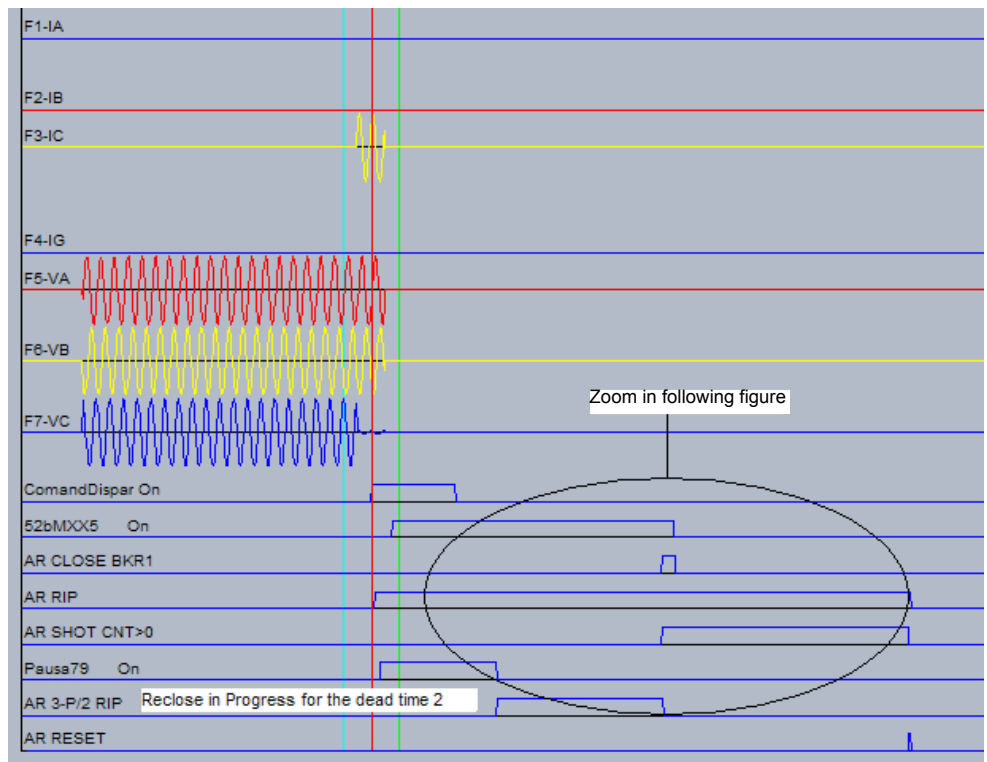 F1-IA
F2-IB
F3-IC
F4-IG
F5-VA
F6-VB
Zoom in following figure
F7-VC
ComandDispar On
52bMXX5 On
AR CLOSE BKR1
AR RIP
AR SHOT CNT>0
Pausa79 On
AR 3-P/2 RIP Reclose in Progress for the dead time 2
AR RESET